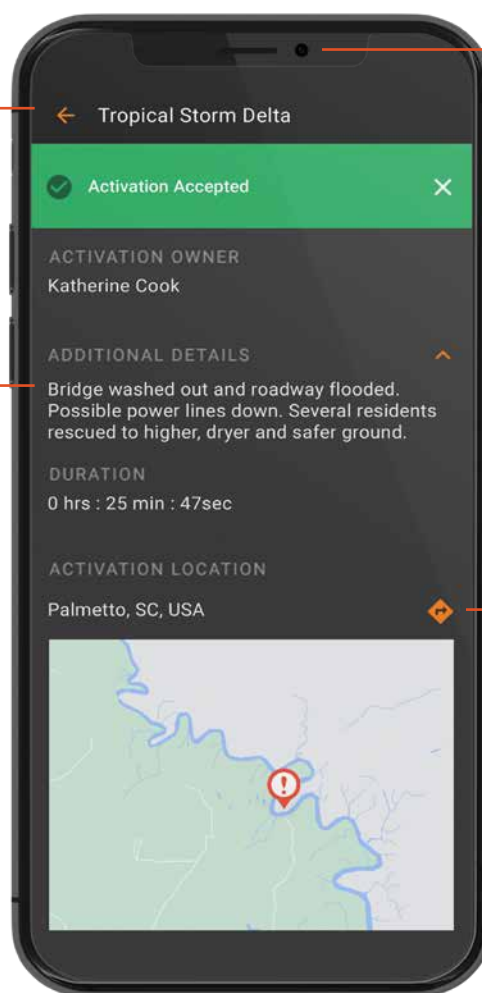 Tropical Storm Delta
Activation Accepted
ACTIVATION OWNER
Katherine Cook
ADDITIONAL DETAILS
Bridge washed out and roadway flooded.
Possible power lines down. Several residents
rescued to higher, dryer and safer ground.
DURATION
0 hrs : 25 min : 47sec
ACTIVATION LOCATION
Palmetto, SC, USA